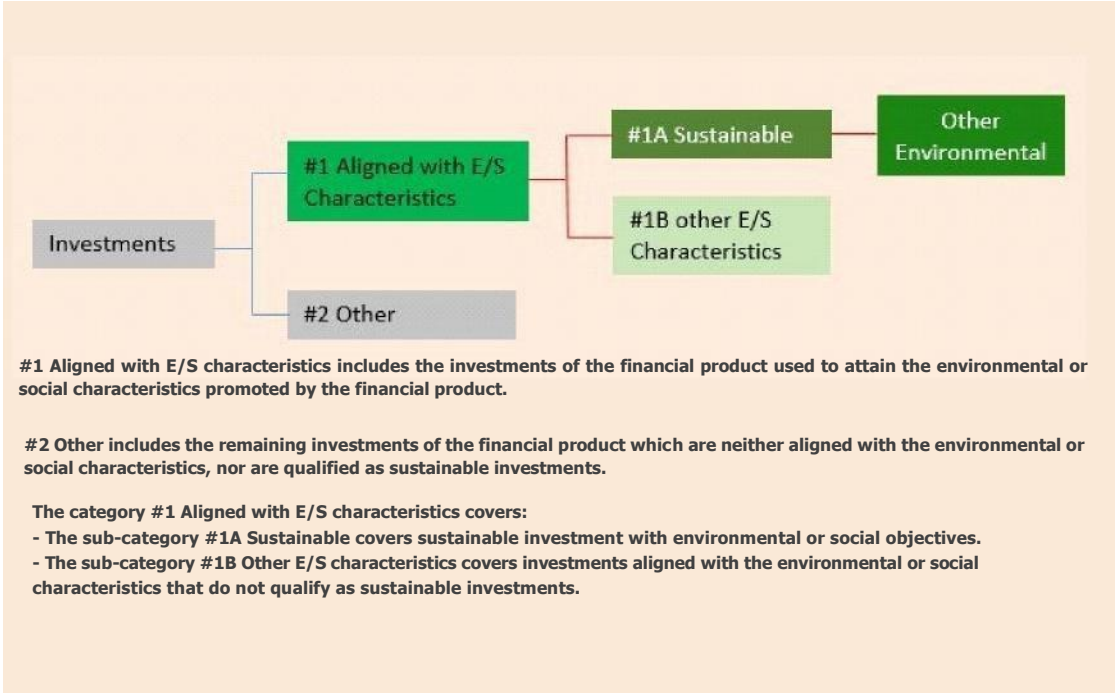 Other
Environmental
#1A Sustainable
#1 Aligned with E/S
Characteristics
#1B other E/S
Characteristics
Investments
#2 Other
#1 Aligned with E/S characteristics includes the investments of the financial product used to attain the environmental or
social characteristics promoted by the financial product.
#2 Other includes the remaining investments of the financial product which are neither aligned with the environmental or
social characteristics, nor are qualified as sustainable investments.
The category #1 Aligned with E/S characteristics covers:
- The sub-category #1A Sustainable covers sustainable investment with environmental or social objectives.
- The sub-category #1B Other E/S characteristics covers investments aligned with the environmental or social
characteristics that do not qualify as sustainable investments.